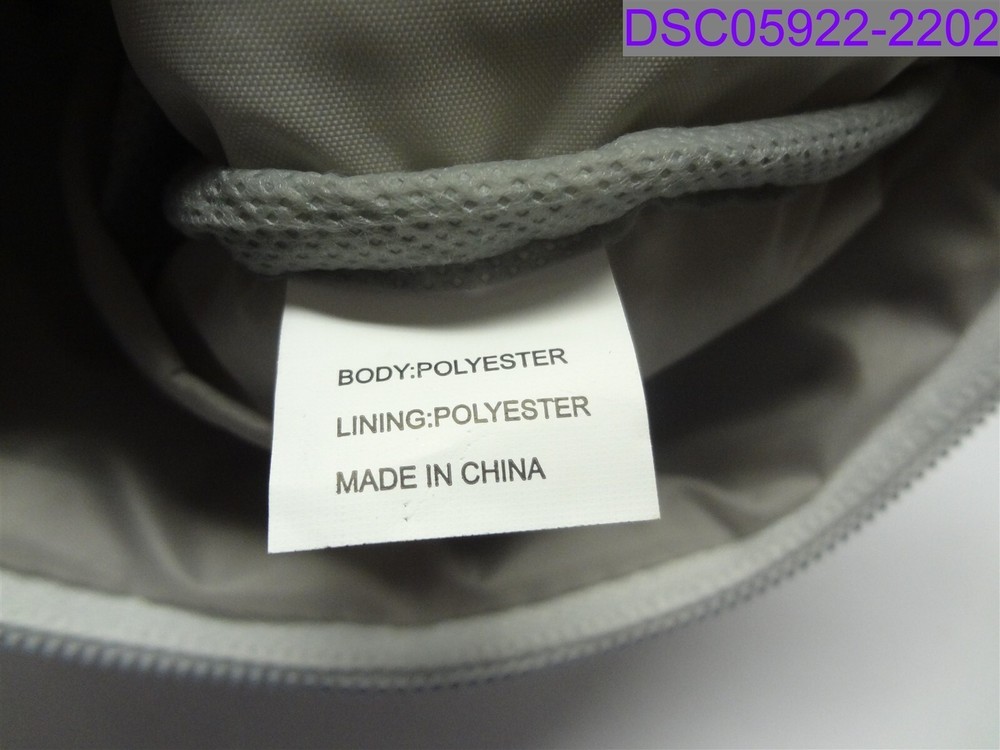 DSC05922-2202
BODY:POLYESTER
LINING:POLYESTER
MADE IN CHINA